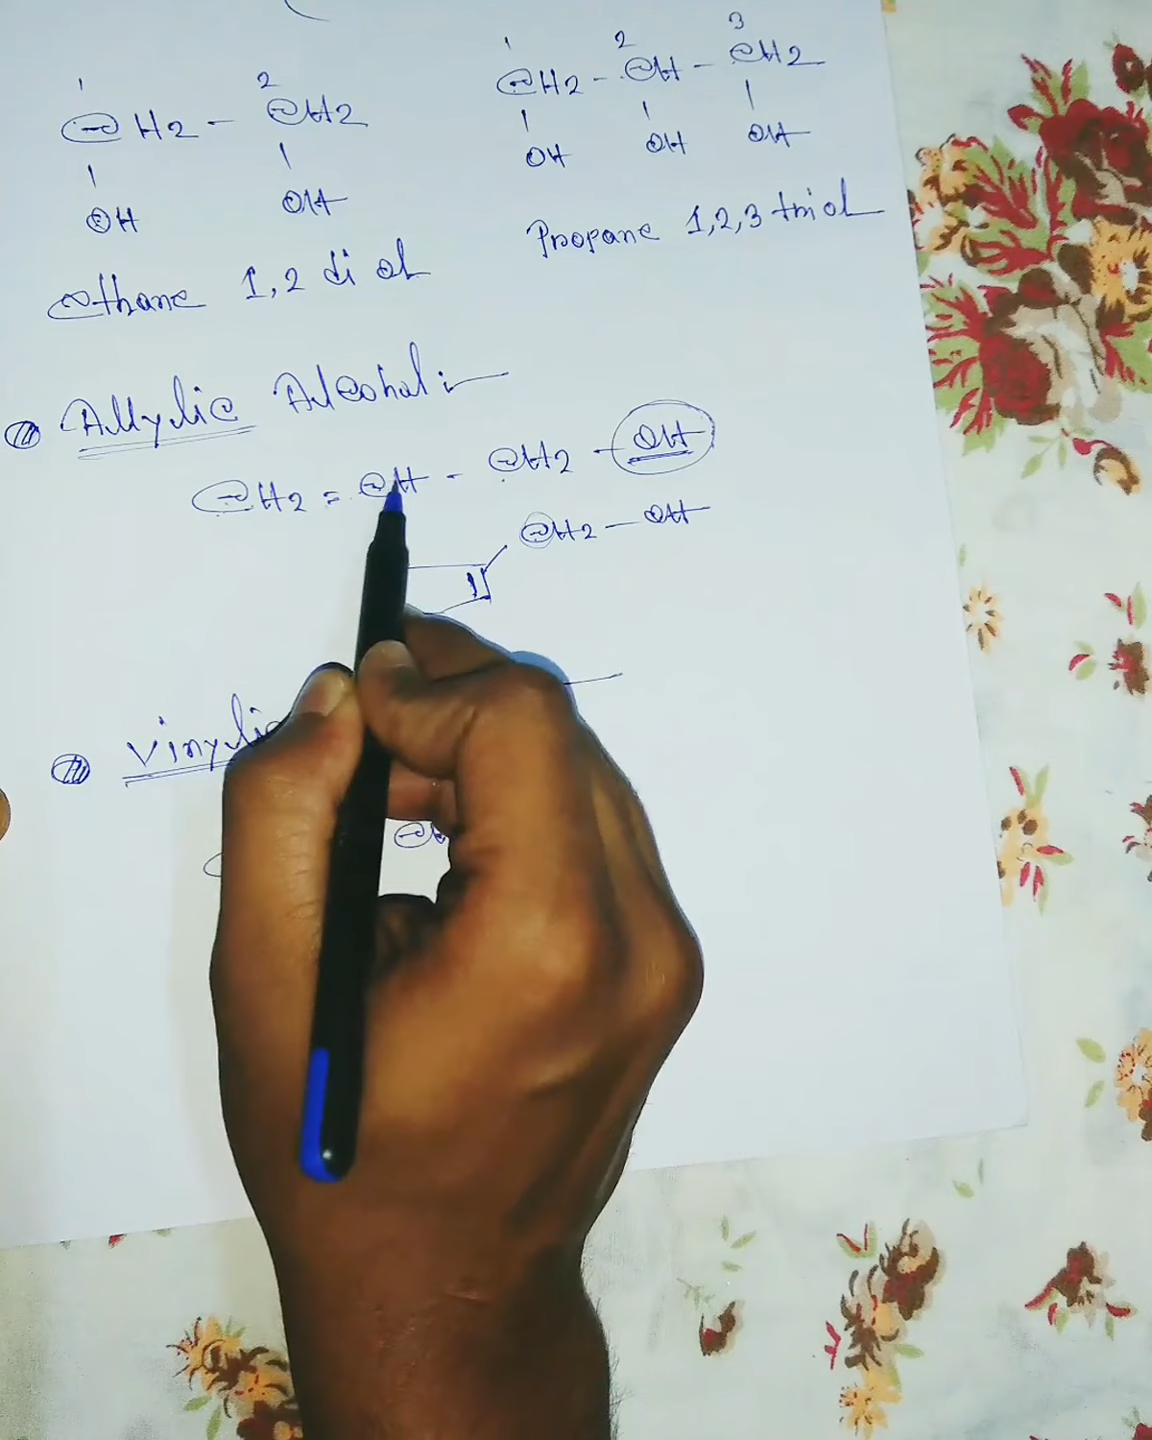 1 2
CH2 - CH2
OH OH
ethane 1,2 di ol
1 2 3
CH2 - CH - CH2
OH OH OH
Propane 1,2,3 triol
Allylic Alcohol :-
CH2 = CH - CH2 - OH
CH2 - OH
Vinylic